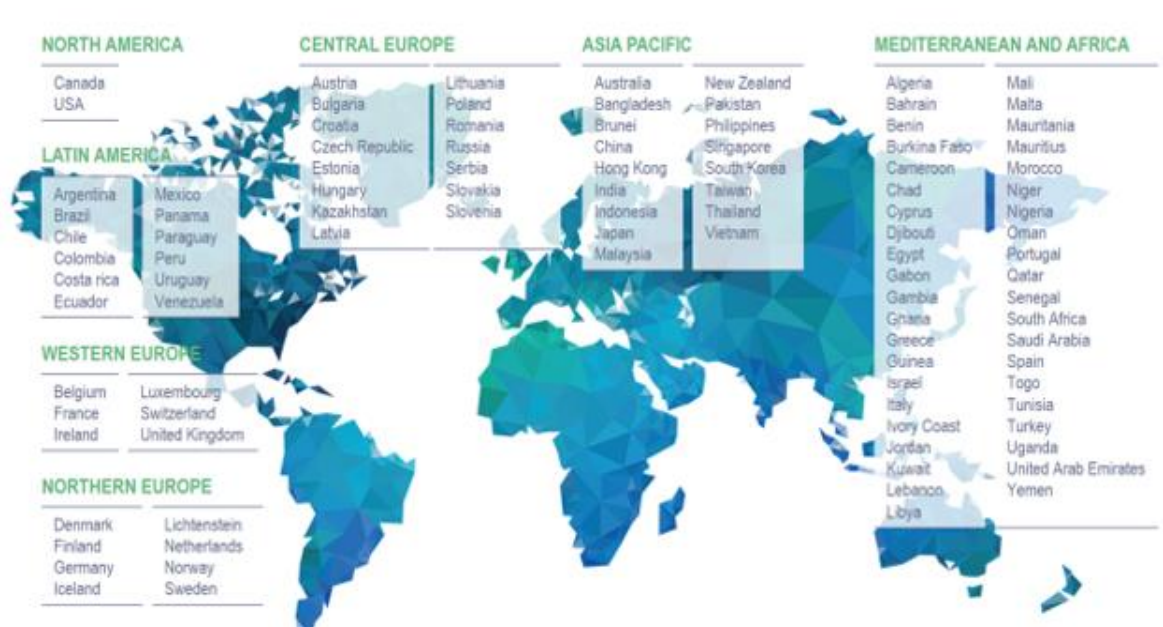 NORTH AMERICA
Canada
USA
LATIN AMERICA
Argentina
Brazil
Chile
Colombia
Costa rica
Ecuador
Mexico
Panama
Paraguay
Peru
Uruguay
Venezuela
WESTERN EUROPE
Belgium
France
Ireland
Luxembourg
Switzerland
United Kingdom
NORTHERN EUROPE
Denmark
Finland
Germany
Iceland
Lichtenstein
Netherlands
Norway
Sweden
CENTRAL EUROPE
Austria
Bulgaria
Croatia
Czech Republic
Estonia
Hungary
Kazakhstan
Latvia
Lithuania
Poland
Romania
Russia
Serbia
Slovakia
Slovenia
ASIA PACIFIC
Australia
Bangladesh
Brunei
China
Hong Kong
India
Indonesia
Japan
Malaysia
New Zealand
Pakistan
Philippines
Singapore
South Korea
Taiwan
Thailand
Vietnam
MEDITERRANEAN AND AFRICA
Algeria
Bahrain
Benin
Burkina Faso
Cameroon
Chad
Cyprus
Djibouti
Egypt
Gabon
Gambia
Ghana
Greece
Guinea
Israel
Italy
Ivory Coast
Jordan
Kuwait
Lebanon
Libya
Mali
Malta
Mauritania
Mauritius
Morocco
Niger
Nigeria
Oman
Portugal
Qatar
Senegal
South Africa
Saudi Arabia
Spain
Togo
Tunisia
Turkey
Uganda
United Arab Emirates
Yemen